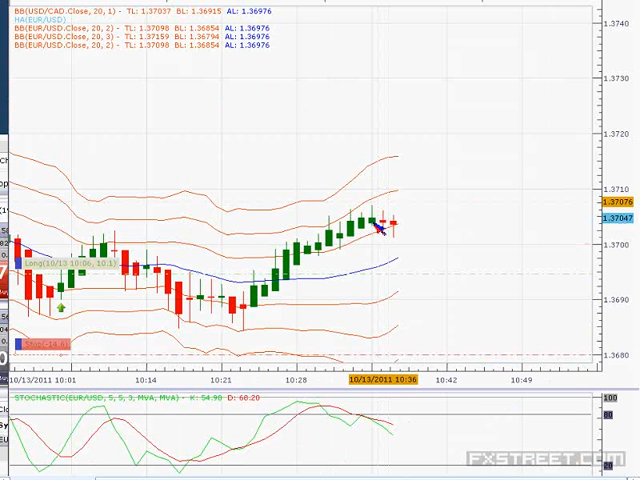 BB(USD/CAD.Close, 20, 1) - TL: 1.37037 BL: 1.36915 AL: 1.36976
HA(EUR/USD)
BB(EUR/USD.Close, 20, 2) - TL: 1.37098 BL: 1.36854 AL: 1.36976
BB(EUR/USD.Close, 20, 3) - TL: 1.37159 BL: 1.36794 AL: 1.36976
BB(EUR/USD.Close, 20, 2) - TL: 1.37098 BL: 1.36854 AL: 1.36976
1.3740
1.3730
1.3720
1.3710
1.37076
1.37047
1.3700
Long(10/13 10:06, 10:1)
1.3690
Stop(-14.6)
1.3680
10/13/2011 10:01 10:14 10:21 10:28 10/13/2011 10:36 10:42 10:49
STOCHASTIC(EUR/USD, 5, 5, 3, MVA, MVA) - K: 54.98 D: 68.20
100
80
20
FXSTREET.COM